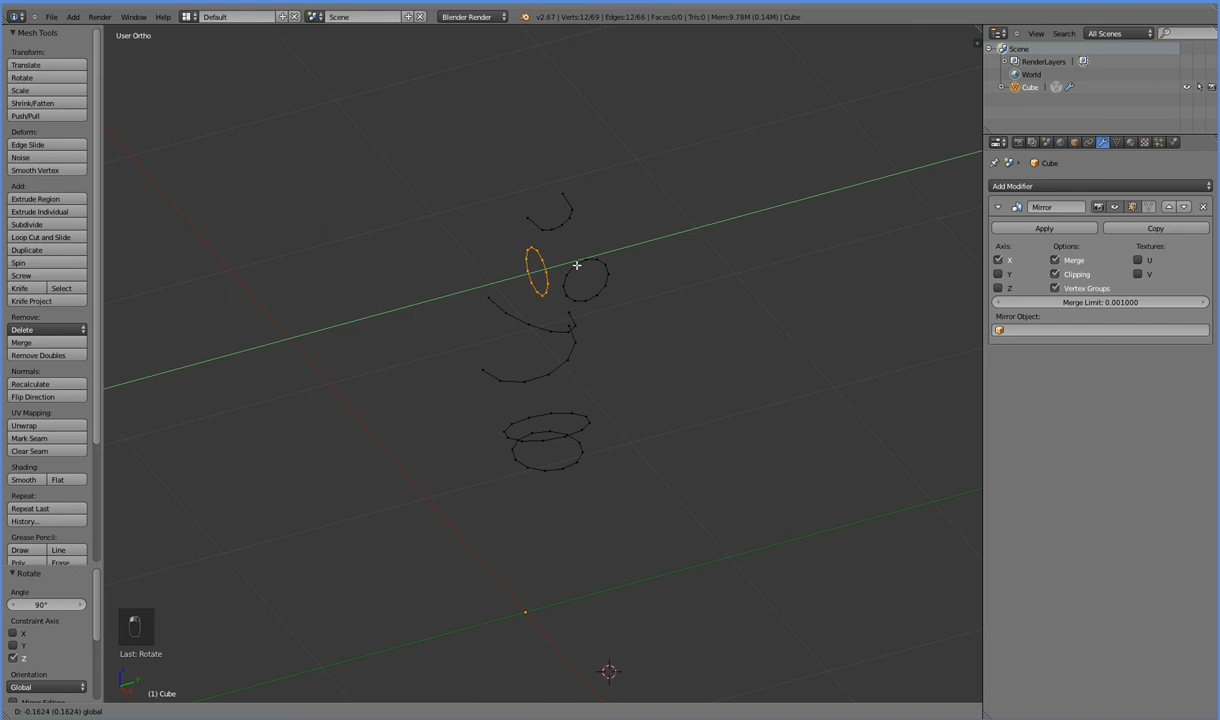 File Add Render Window Help Default Scene Blender Render v2.67 | Verts:12/69 | Edges:12/66 | Faces:0/0 | Tris:0 | Mem:9.78M (0.14M) | Cube
Mesh Tools
Transform:
Translate
Rotate
Scale
Shrink/Fatten
Push/Pull
Deform:
Edge Slide
Noise
Smooth Vertex
Add:
Extrude Region
Extrude Individual
Subdivide
Loop Cut and Slide
Duplicate
Spin
Screw
Knife Select
Knife Project
Remove:
Delete
Merge
Remove Doubles
Normals:
Recalculate
Flip Direction
UV Mapping:
Unwrap
Mark Seam
Clear Seam
Shading:
Smooth Flat
Repeat:
Repeat Last
History...
Grease Pencil:
Draw Line
Poly Erase
Rotate
Angle
90°
Constraint Axis
X
Y
Z
Orientation
Global
User Ortho
Last: Rotate
(1) Cube
D: -0.1624 (0.1624) global
View Search All Scenes
Scene
RenderLayers |
World
Cube |
Cube
Add Modifier
Mirror
Apply Copy
Axis: Options: Textures:
X Merge U
Y Clipping V
Z Vertex Groups
Merge Limit: 0.001000
Mirror Object: